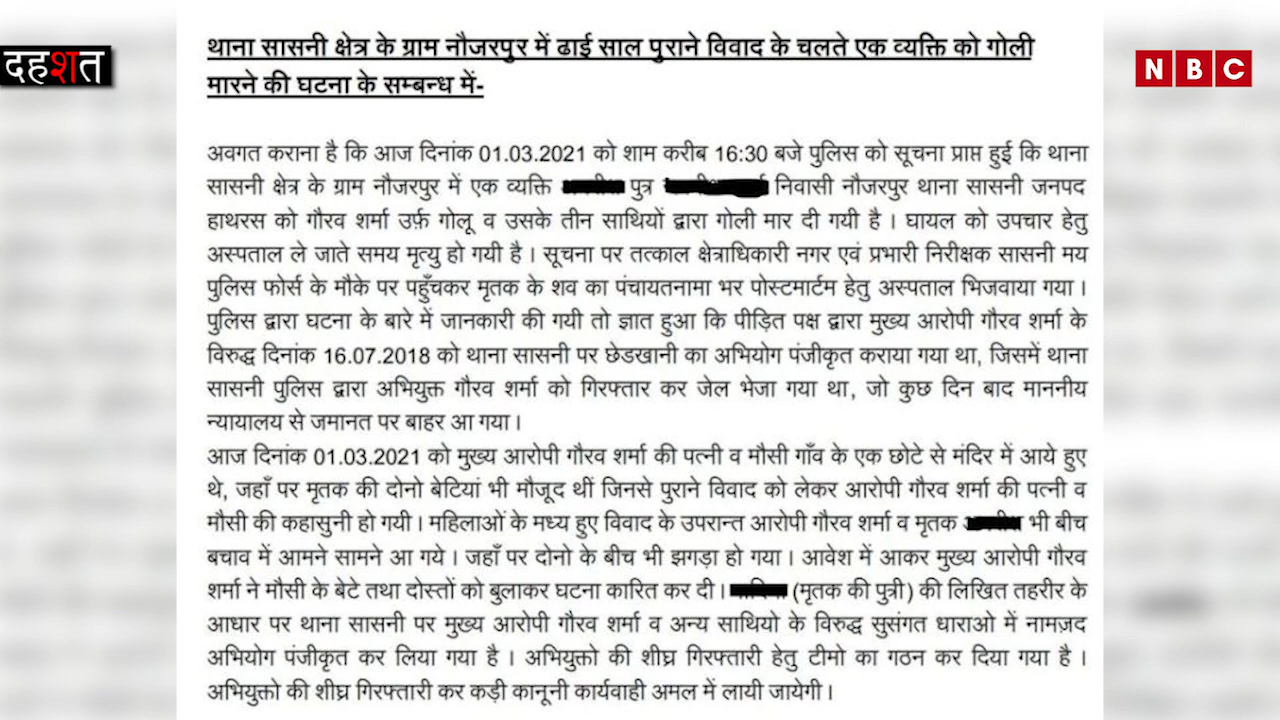 दहशत
NBC
थाना सासनी क्षेत्र के ग्राम नौजरपुर में ढाई साल पुराने विवाद के चलते एक व्यक्ति को गोली
मारने की घटना के सम्बन्ध में-
अवगत कराना है कि आज दिनांक 01.03.2021 को शाम करीब 16:30 बजे पुलिस को सूचना प्राप्त हुई कि थाना
सासनी क्षेत्र के ग्राम नौजरपुर में एक व्यक्ति पुत्र निवासी नौजरपुर थाना सासनी जनपद
हाथरस को गौरव शर्मा उर्फ़ गोलू व उसके तीन साथियों द्वारा गोली मार दी गयी है । घायल को उपचार हेतु
अस्पताल ले जाते समय मृत्यु हो गयी है । सूचना पर तत्काल क्षेत्राधिकारी नगर एवं प्रभारी निरीक्षक सासनी मय
पुलिस फोर्स के मौके पर पहुँचकर मृतक के शव का पंचायतनामा भर पोस्टमार्टम हेतु अस्पताल भिजवाया गया ।
पुलिस द्वारा घटना के बारे में जानकारी की गयी तो ज्ञात हुआ कि पीड़ित पक्ष द्वारा मुख्य आरोपी गौरव शर्मा के
विरुद्ध दिनांक 16.07.2018 को थाना सासनी पर छेडखानी का अभियोग पंजीकृत कराया गया था, जिसमें थाना
सासनी पुलिस द्वारा अभियुक्त गौरव शर्मा को गिरफ्तार कर जेल भेजा गया था, जो कुछ दिन बाद माननीय
न्यायालय से जमानत पर बाहर आ गया ।
आज दिनांक 01.03.2021 को मुख्य आरोपी गौरव शर्मा की पत्नी व मौसी गाँव के एक छोटे से मंदिर में आये हुए
थे, जहाँ पर मृतक की दोनो बेटियां भी मौजूद थीं जिनसे पुराने विवाद को लेकर आरोपी गौरव शर्मा की पत्नी व
मौसी की कहासुनी हो गयी । महिलाओं के मध्य हुए विवाद के उपरान्त आरोपी गौरव शर्मा व मृतक भी बीच
बचाव में आमने सामने आ गये । जहाँ पर दोनो के बीच भी झगड़ा हो गया । आवेश में आकर मुख्य आरोपी गौरव
शर्मा ने मौसी के बेटे तथा दोस्तों को बुलाकर घटना कारित कर दी । (मृतक की पुत्री) की लिखित तहरीर के
आधार पर थाना सासनी पर मुख्य आरोपी गौरव शर्मा व अन्य साथियो के विरुद्ध सुसंगत धाराओ में नामज़द
अभियोग पंजीकृत कर लिया गया है । अभियुक्तो की शीघ्र गिरफ्तारी हेतु टीमो का गठन कर दिया गया है ।
अभियुक्तो की शीघ्र गिरफ्तारी कर कड़ी कानूनी कार्यवाही अमल में लायी जायेगी ।